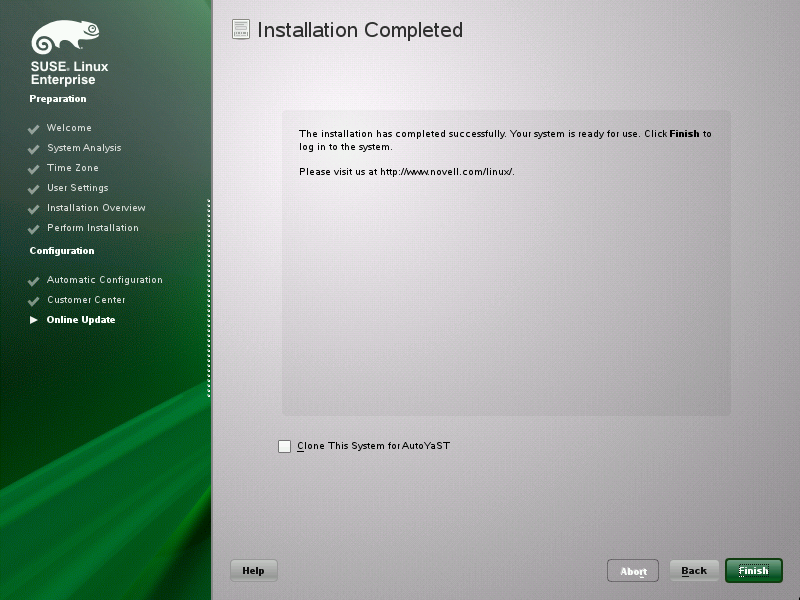 SUSE. Linux
Enterprise
Preparation
Welcome
System Analysis
Time Zone
User Settings
Installation Overview
Perform Installation
Configuration
Automatic Configuration
Customer Center
Online Update
Installation Completed
The installation has completed successfully. Your system is ready for use. Click Finish to
log in to the system.
Please visit us at http://www.novell.com/linux/.
Clone This System for AutoYaST
Help
Abort
Back
Finish